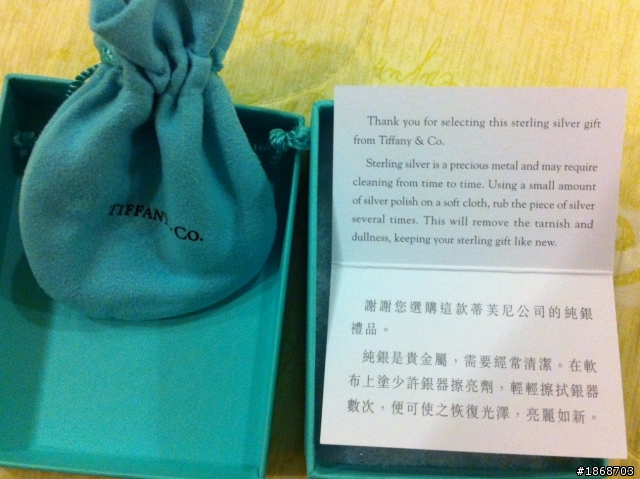 TIFFANY
& CO.
Thank you for selecting this sterling silver gift
from Tiffany & Co.
Sterling silver is a precious metal and may require
cleaning from time to time. Using a small amount
of silver polish on a soft cloth, rub the piece of silver
several times. This will remove the tarnish and
dullness, keeping your sterling gift like new.
謝謝您選購這款蒂芙尼公司的純銀
禮品。
純銀是貴金屬，需要經常清潔。在軟
布上塗少許銀器擦亮劑，輕輕擦拭銀器
數次，便可使之恢復光澤，亮麗如新。
#1868703